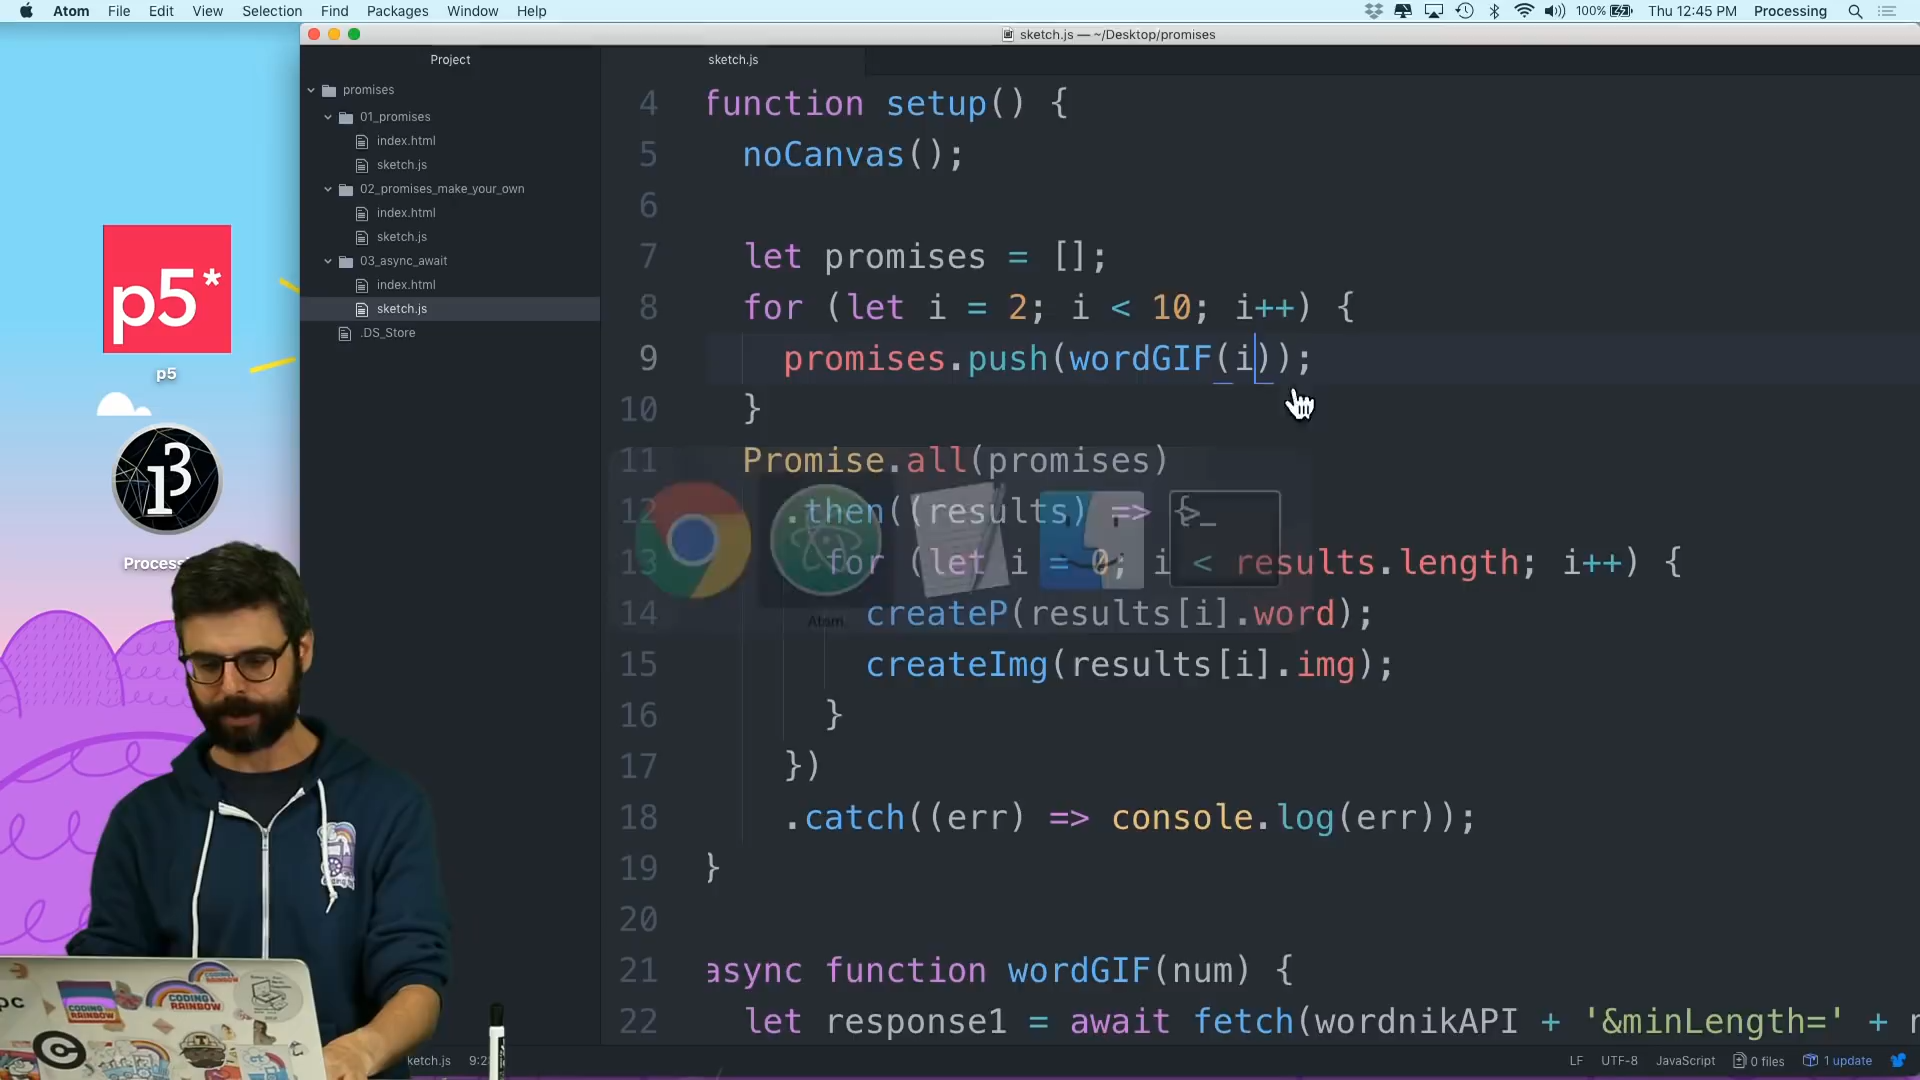 Atom File Edit View Selection Find Packages Window Help
100% Thu 12:45 PM Processing
sketch.js — ~/Desktop/promises
Project
sketch.js
promises
01_promises
index.html
sketch.js
02_promises_make_your_own
index.html
sketch.js
03_async_await
index.html
sketch.js
.DS_Store
p5*
p5
4 function setup() {
5 noCanvas();
6
7 let promises = [];
8 for (let i = 2; i < 10; i++) {
9 promises.push(wordGIF(i));
10 }
11 Promise.all(promises)
12 .then((results) => {
13 for (let i = 0; i < results.length; i++) {
14 createP(results[i].word);
15 createImg(results[i].img);
16 }
17 })
18 .catch((err) => console.log(err));
19 }
20
21 async function wordGIF(num) {
22 let response1 = await fetch(wordnikAPI + '&minLength=' +
Atom
>_
CODING
RAINBOW
CODING
RAINBOW
LF UTF-8 JavaScript 0 files 1 update